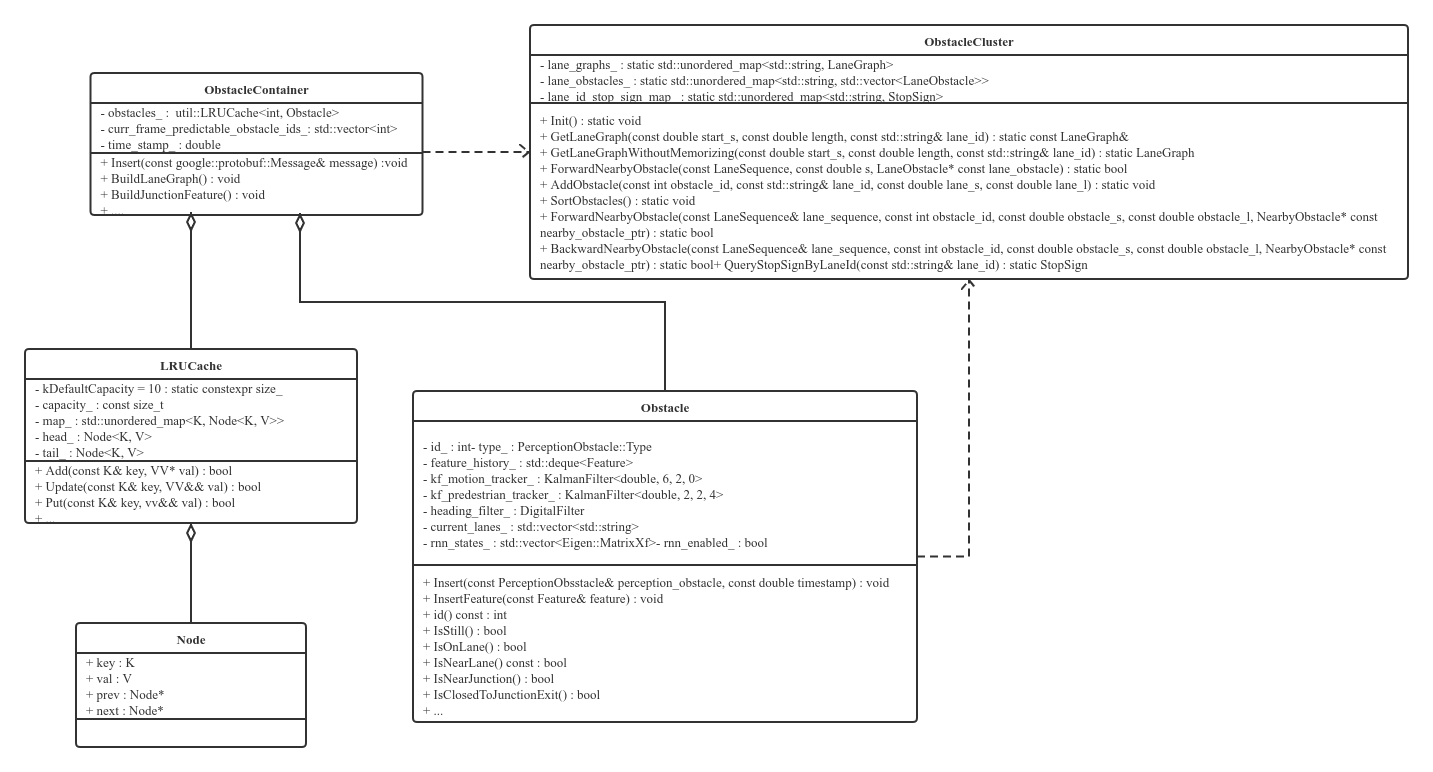 ObstacleContainer
- obstacles_ :  util::LRUCache<int, Obstacle>
- curr_frame_predictable_obstacle_ids_ : std::vector<int>
- time_stamp_ : double
+ Insert(const google::protobuf::Message& message) :void
+ BuildLaneGraph() : void
+ BuildJunctionFeature() : void
+ ....
ObstacleCluster
- lane_graphs_ : static std::unordered_map<std::string, LaneGraph>
- lane_obstacles_ : static std::unordered_map<std::string, std::vector<LaneObstacle>>
- lane_id_stop_sign_map_ : static std::unordered_map<std::string, StopSign>
+ Init() : static void
+ GetLaneGraph(const double start_s, const double length, const std::string& lane_id) : static const LaneGraph&
+ GetLaneGraphWithoutMemorizing(const double start_s, const double length, const std::string& lane_id) : static LaneGraph
+ ForwardNearbyObstacle(const LaneSequence, const double s, LaneObstacle* const lane_obstacle) : static bool
+ AddObstacle(const int obstacle_id, const std::string& lane_id, const double lane_s, const double lane_l) : static void
+ SortObstacles() : static void
+ ForwardNearbyObstacle(const LaneSequence& lane_sequence, const int obstacle_id, const double obstacle_s, const double obstacle_l, NearbyObstacle* const
nearby_obstacle_ptr) : static bool
+ BackwardNearbyObstacle(const LaneSequence& lane_sequence, const int obstacle_id, const double obstacle_s, const double obstacle_l, NearbyObstacle* const
nearby_obstacle_ptr) : static bool+ QueryStopSignByLaneId(const std::string& lane_id) : static StopSign
LRUCache
- kDefaultCapacity = 10 : static constexpr size_
- capacity_ : const size_t
- map_ : std::unordered_map<K, Node<K, V>>
- head_ : Node<K, V>
- tail_ : Node<K, V>
+ Add(const K& key, VV* val) : bool
+ Update(const K& key, VV&& val) : bool
+ Put(const K& key, vv&& val) : bool
+ ...
Obstacle
- id_ : int- type_ : PerceptionObstacle::Type
- feature_history_ : std::deque<Feature>
- kf_motion_tracker_ : KalmanFilter<double, 6, 2, 0>
- kf_pedestrian_tracker_ : KalmanFilter<double, 2, 2, 4>
- heading_filter_ : DigitalFilter
- current_lanes_ : std::vector<std::string>
- rnn_states_ : std::vector<Eigen::MatrixXf>- rnn_enabled_ : bool
+ Insert(const PerceptionObsstacle& perception_obstacle, const double timestamp) : void
+ InsertFeature(const Feature& feature) : void
+ id() const : int
+ IsStill() : bool
+ IsOnLane() : bool
+ IsNearLane() const : bool
+ IsNearJunction() : bool
+ IsClosedToJunctionExit() : bool
+ ...
Node
+ key : K
+ val : V
+ prev : Node*
+ next : Node*